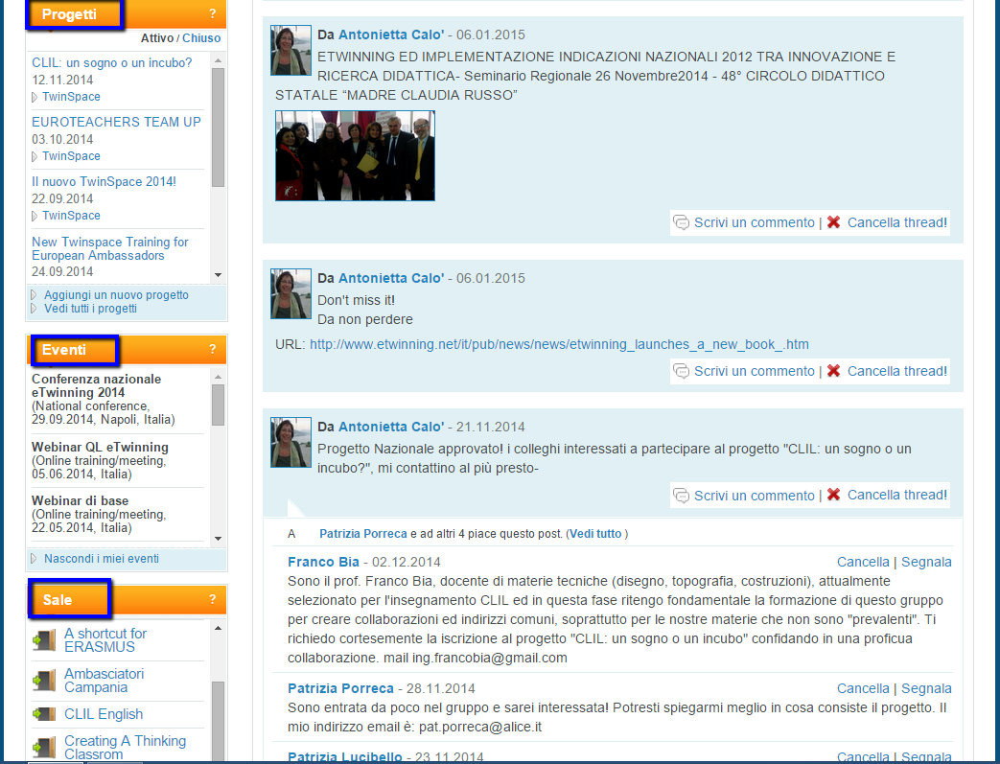 Progetti
?
Attivo / Chiuso
CLIL: un sogno o un incubo?
12.11.2014
TwinSpace
EUROTEACHERS TEAM UP
03.10.2014
TwinSpace
Il nuovo TwinSpace 2014!
22.09.2014
TwinSpace
New Twinspace Training for
European Ambassadors
24.09.2014
Aggiungi un nuovo progetto
Vedi tutti i progetti
Eventi
?
Conferenza nazionale
eTwinning 2014
(National conference,
29.09.2014, Napoli, Italia)
Webinar QL eTwinning
(Online training/meeting,
05.06.2014, Italia)
Webinar di base
(Online training/meeting,
22.05.2014, Italia)
Nascondi i miei eventi
Sale
?
A shortcut for
ERASMUS
Ambasciatori
Campania
CLIL English
Creating A Thinking
Classrom
Da Antonietta Calo' - 06.01.2015
ETWINNING ED IMPLEMENTAZIONE INDICAZIONI NAZIONALI 2012 TRA INNOVAZIONE E
RICERCA DIDATTICA- Seminario Regionale 26 Novembre2014 - 48° CIRCOLO DIDATTICO
STATALE “MADRE CLAUDIA RUSSO”
Scrivi un commento | Cancella thread!
Da Antonietta Calo' - 06.01.2015
Don't miss it!
Da non perdere
URL: http://www.etwinning.net/it/pub/news/news/etwinning_launches_a_new_book_.htm
Scrivi un commento | Cancella thread!
Da Antonietta Calo' - 21.11.2014
Progetto Nazionale approvato! i colleghi interessati a partecipare al progetto "CLIL: un sogno o un
incubo?", mi contattino al più presto-
Scrivi un commento | Cancella thread!
A Patrizia Porreca e ad altri 4 piace questo post. (Vedi tutto )
Franco Bia - 02.12.2014 Cancella | Segnala
Sono il prof. Franco Bia, docente di materie tecniche (disegno, topografia, costruzioni), attualmente
selezionato per l'insegnamento CLIL ed in questa fase ritengo fondamentale la formazione di questo gruppo
per creare collaborazioni ed indirizzi comuni, soprattutto per le nostre materie che non sono "prevalenti". Ti
richiedo cortesemente la iscrizione al progetto "CLIL: un sogno o un incubo" confidando in una proficua
collaborazione. mail ing.francobia@gmail.com
Patrizia Porreca - 28.11.2014 Cancella | Segnala
Sono entrata da poco nel gruppo e sarei interessata! Potresti spiegarmi meglio in cosa consiste il progetto. Il
mio indirizzo email è: pat.porreca@alice.it
Patrizia Lucibello - 23.11.2014 Cancella | Segnala